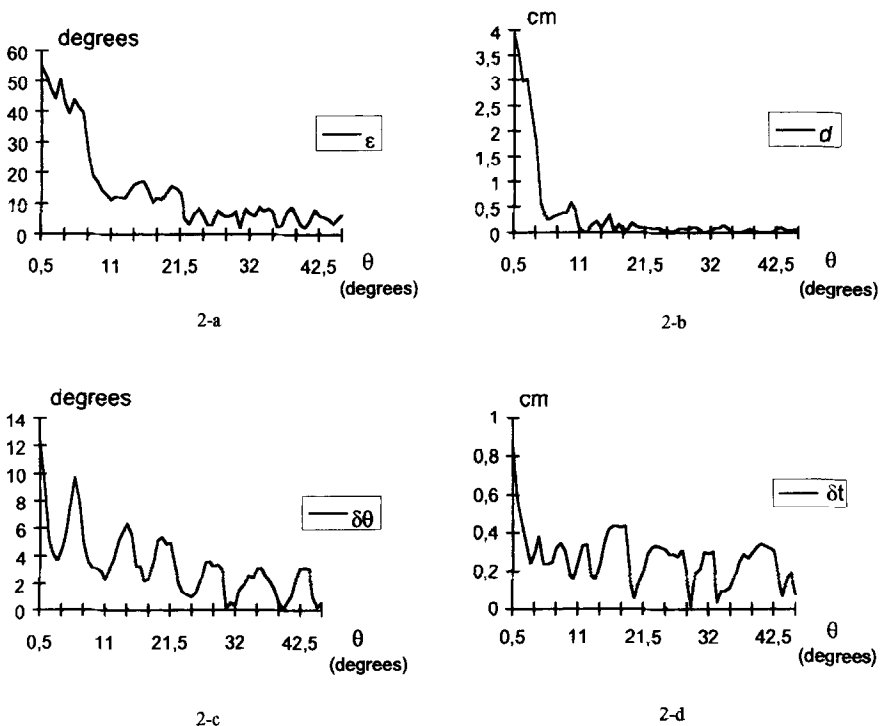 degrees
60
50
40
30
20
10
0
ε
0,5 11 21,5 32 42,5 θ
(degrees)
2-a
cm
4
3,5
3
2,5
2
1,5
1
0,5
0
d
0,5 11 21,5 32 42,5 θ
(degrees)
2-b
degrees
14
12
10
8
6
4
2
0
δθ
0,5 11 21,5 32 42,5 θ
(degrees)
2-c
cm
1
0,8
0,6
0,4
0,2
0
δt
0,5 11 21,5 32 42,5 θ
(degrees)
2-d